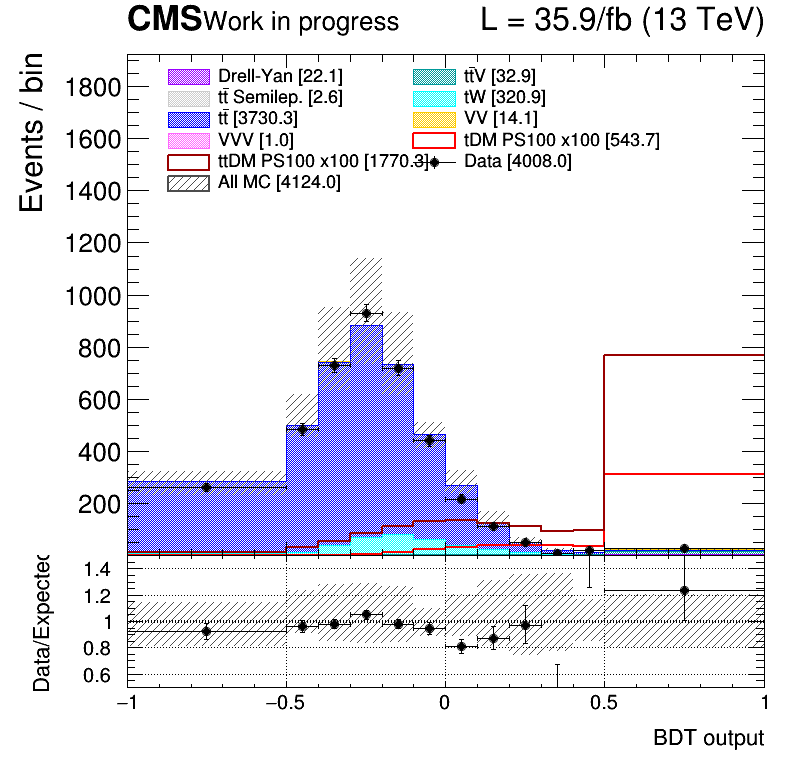 CMS Work in progress L = 35.9/fb (13 TeV)
Events / bin
Drell-Yan [22.1]
tt̄V [32.9]
tt̄ Semilep. [2.6]
tW [320.9]
tt̄ [3730.3]
VV [14.1]
VVV [1.0]
tDM PS100 x100 [543.7]
ttDM PS100 x100 [1770.3]
Data [4008.0]
All MC [4124.0]
1800
1600
1400
1200
1000
800
600
400
200
Data/Expected
1.4
1.2
1
0.8
0.6
−1 −0.5 0 0.5 1
BDT output